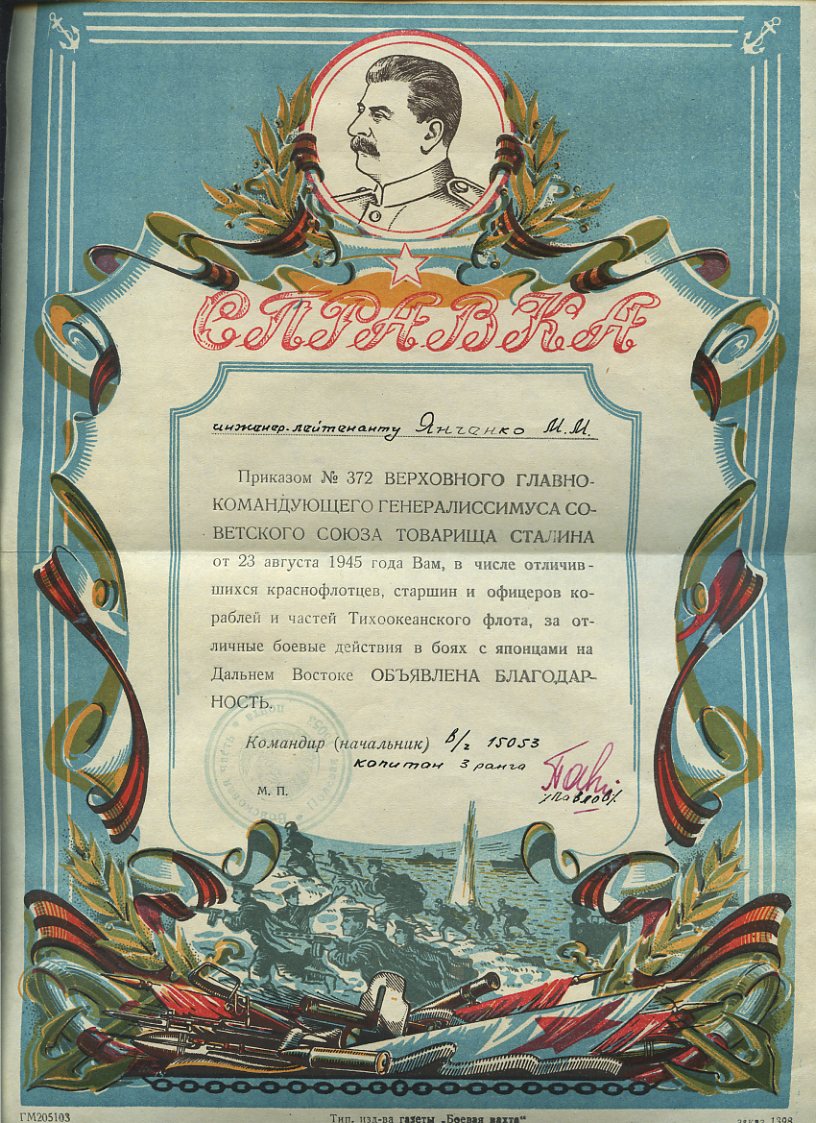 СПРАВКА
инженер-лейтенанту Янченко М.М.
Приказом № 372 ВЕРХОВНОГО ГЛАВНО-
КОМАНДУЮЩЕГО ГЕНЕРАЛИССИМУСА СО-
ВЕТСКОГО СОЮЗА ТОВАРИЩА СТАЛИНА
от 23 августа 1945 года Вам, в числе отличив-
шихся краснофлотцев, старшин и офицеров ко-
раблей и частей Тихоокеанского флота, за от-
личные боевые действия в боях с японцами на
Дальнем Востоке ОБЪЯВЛЕНА БЛАГОДАР-
НОСТЬ.
Командир (начальник) в/ч 15053
капитан 3 ранга
/Павлов/
М. П.
ГМ205103
Тип. изд-ва газеты „Боевая вахта“
заказ 1398